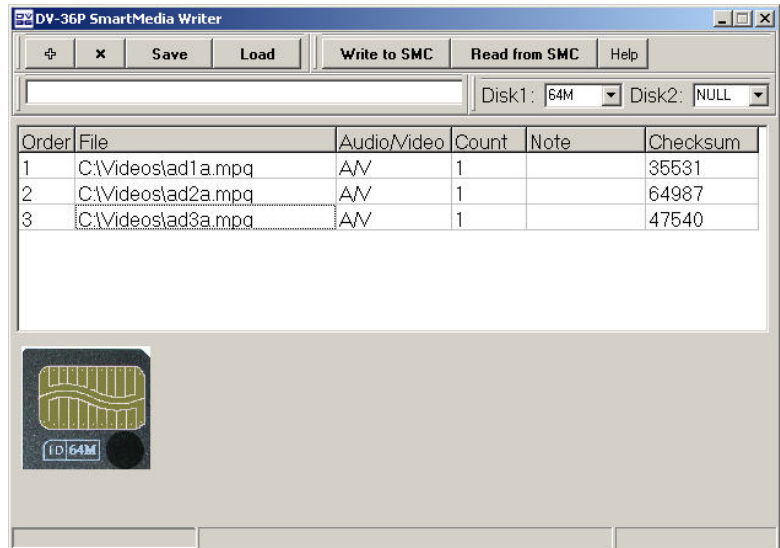 DV-36P SmartMedia Writer
Save Load Write to SMC Read from SMC Help
Disk1: 64M Disk2: NULL
Order File Audio/Video Count Note Checksum
1 C:\Videos\ad1a.mpg A/V 1 35531
2 C:\Videos\ad2a.mpg A/V 1 64987
3 C:\Videos\ad3a.mpg A/V 1 47540
ID 64M